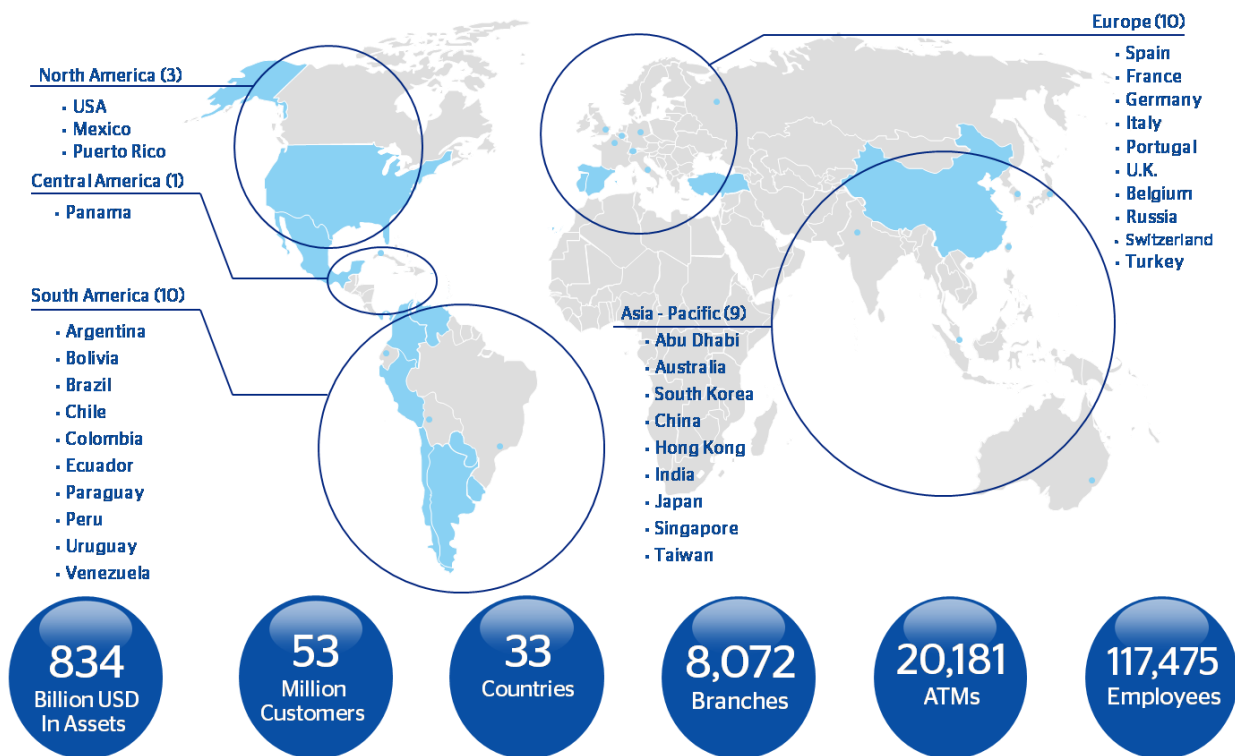 North America (3)
• USA
• Mexico
• Puerto Rico
Central America (1)
• Panama
South America (10)
• Argentina
• Bolivia
• Brazil
• Chile
• Colombia
• Ecuador
• Paraguay
• Peru
• Uruguay
• Venezuela
Europe (10)
• Spain
• France
• Germany
• Italy
• Portugal
• U.K.
• Belgium
• Russia
• Switzerland
• Turkey
Asia - Pacific (9)
• Abu Dhabi
• Australia
• South Korea
• China
• Hong Kong
• India
• Japan
• Singapore
• Taiwan
834
Billion USD
In Assets
53
Million
Customers
33
Countries
8,072
Branches
20,181
ATMs
117,475
Employees